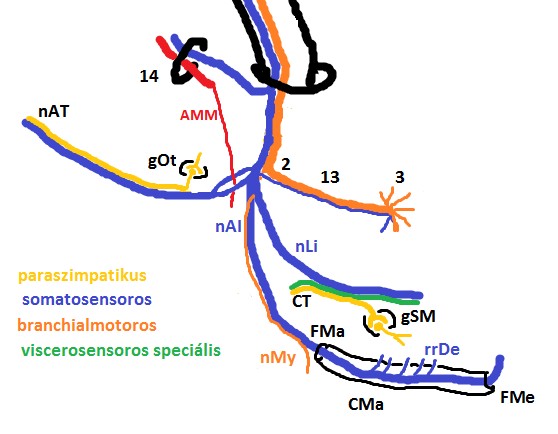 14
nAT
AMM
gOt
2
13
3
nAl
nLi
paraszimpatikus
somatosensoros
branchialmotoros
viscerosensoros speciális
CT
gSM
FMa
nMy
rrDe
CMa
FMe